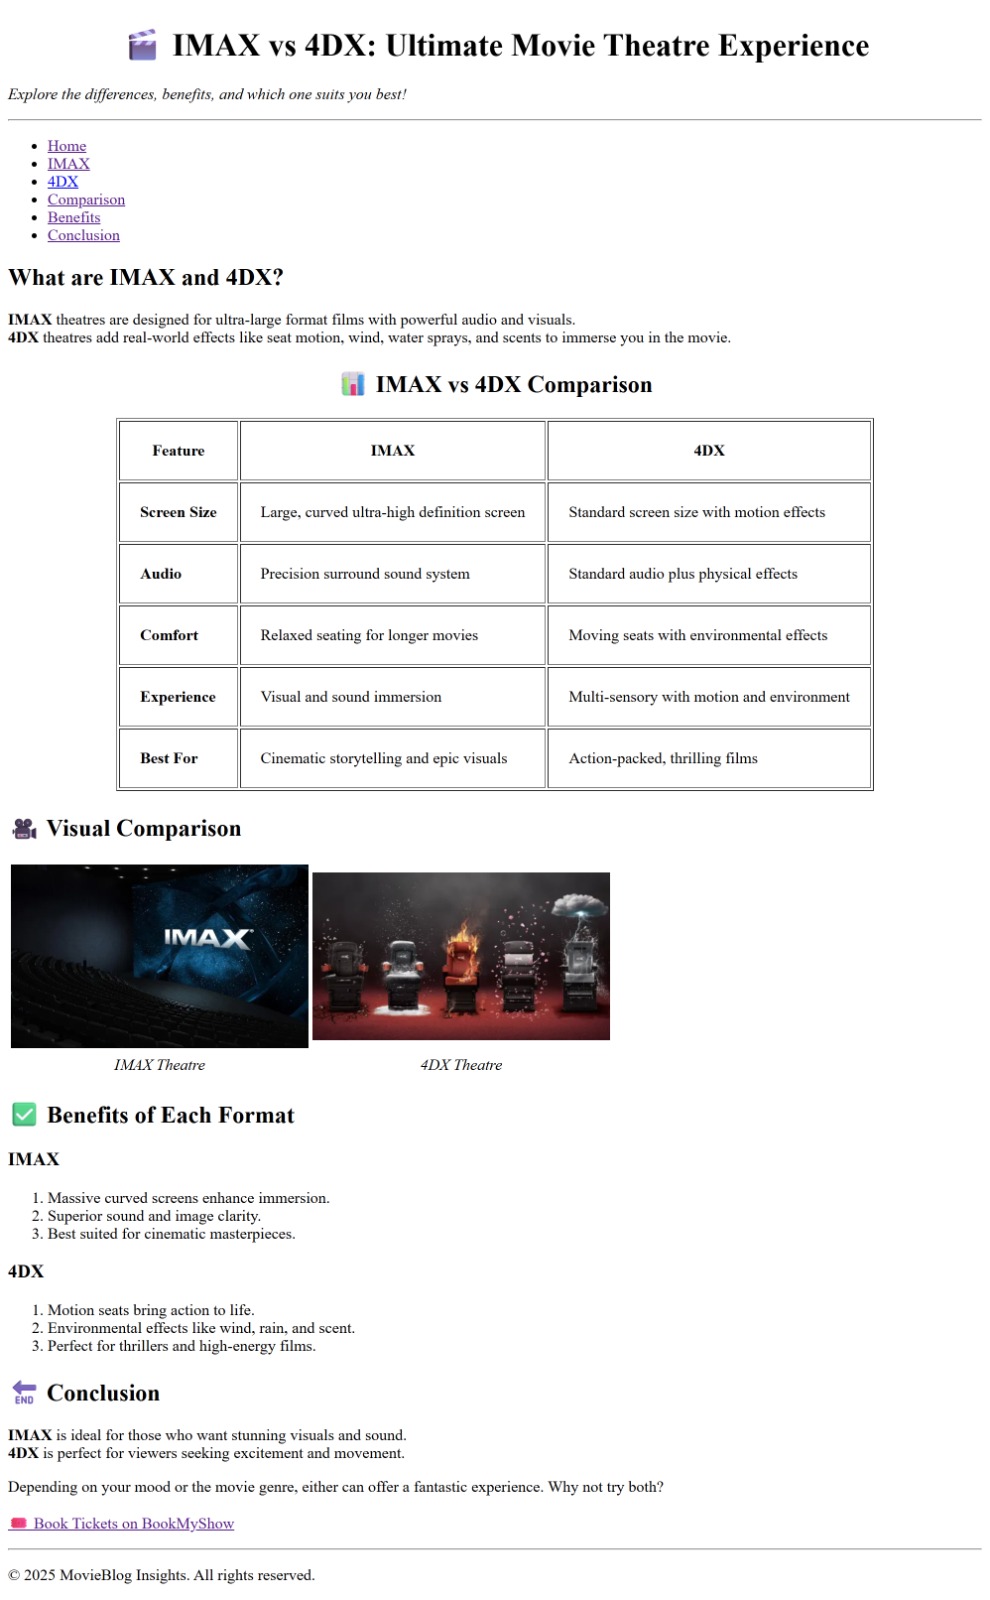 🎬 IMAX vs 4DX: Ultimate Movie Theatre Experience
Explore the differences, benefits, and which one suits you best!
• Home
• IMAX
• 4DX
• Comparison
• Benefits
• Conclusion
What are IMAX and 4DX?
IMAX theatres are designed for ultra-large format films with powerful audio and visuals.
4DX theatres add real-world effects like seat motion, wind, water sprays, and scents to immerse you in the movie.
📊 IMAX vs 4DX Comparison
Feature IMAX 4DX
Screen Size Large, curved ultra-high definition screen Standard screen size with motion effects
Audio Precision surround sound system Standard audio plus physical effects
Comfort Relaxed seating for longer movies Moving seats with environmental effects
Experience Visual and sound immersion Multi-sensory with motion and environment
Best For Cinematic storytelling and epic visuals Action-packed, thrilling films
🎥 Visual Comparison
IMAX
IMAX Theatre 4DX Theatre
✅ Benefits of Each Format
IMAX
1. Massive curved screens enhance immersion.
2. Superior sound and image clarity.
3. Best suited for cinematic masterpieces.
4DX
1. Motion seats bring action to life.
2. Environmental effects like wind, rain, and scent.
3. Perfect for thrillers and high-energy films.
🔚 Conclusion
IMAX is ideal for those who want stunning visuals and sound.
4DX is perfect for viewers seeking excitement and movement.
Depending on your mood or the movie genre, either can offer a fantastic experience. Why not try both?
🎟️ Book Tickets on BookMyShow
© 2025 MovieBlog Insights. All rights reserved.